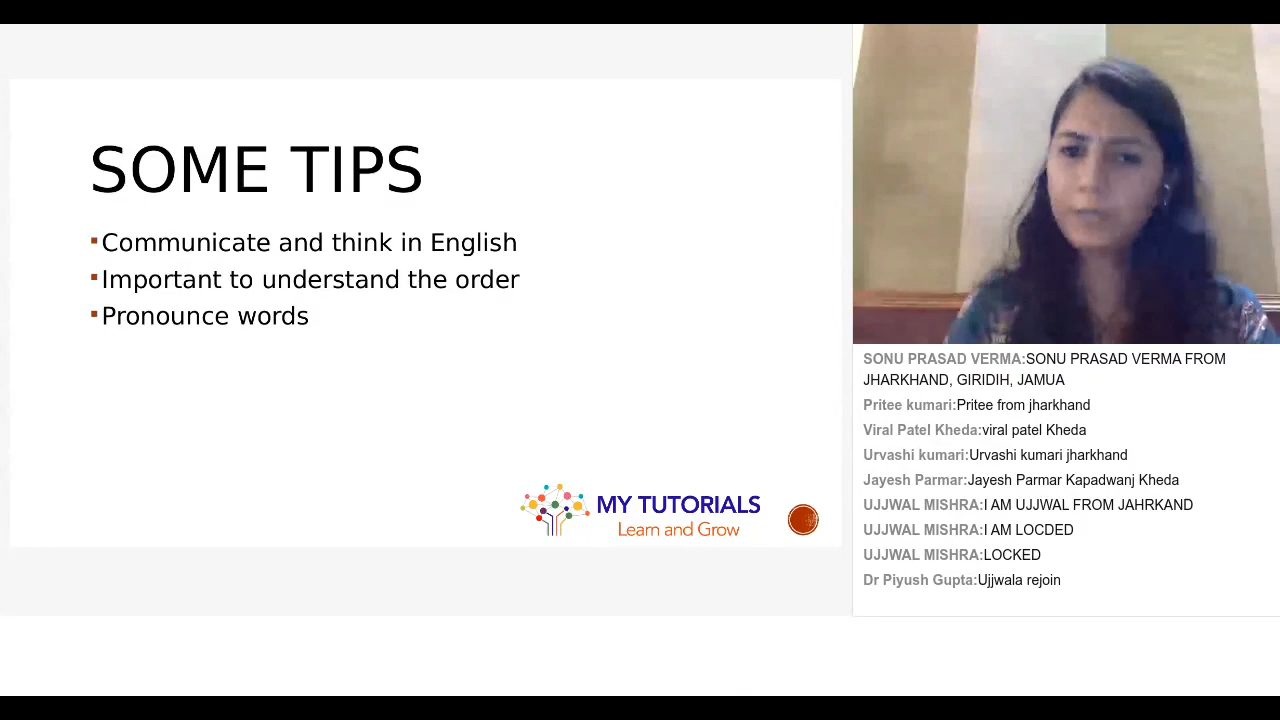 SOME TIPS
Communicate and think in English
Important to understand the order
Pronounce words
MY TUTORIALS
Learn and Grow
SONU PRASAD VERMA:SONU PRASAD VERMA FROM
JHARKHAND, GIRIDIH, JAMUA
Pritee kumari:Pritee from jharkhand
Viral Patel Kheda:viral patel Kheda
Urvashi kumari:Urvashi kumari jharkhand
Jayesh Parmar:Jayesh Parmar Kapadwanj Kheda
UJJWAL MISHRA:I AM UJJWAL FROM JAHRKAND
UJJWAL MISHRA:I AM LOCDED
UJJWAL MISHRA:LOCKED
Dr Piyush Gupta:Ujjwala rejoin